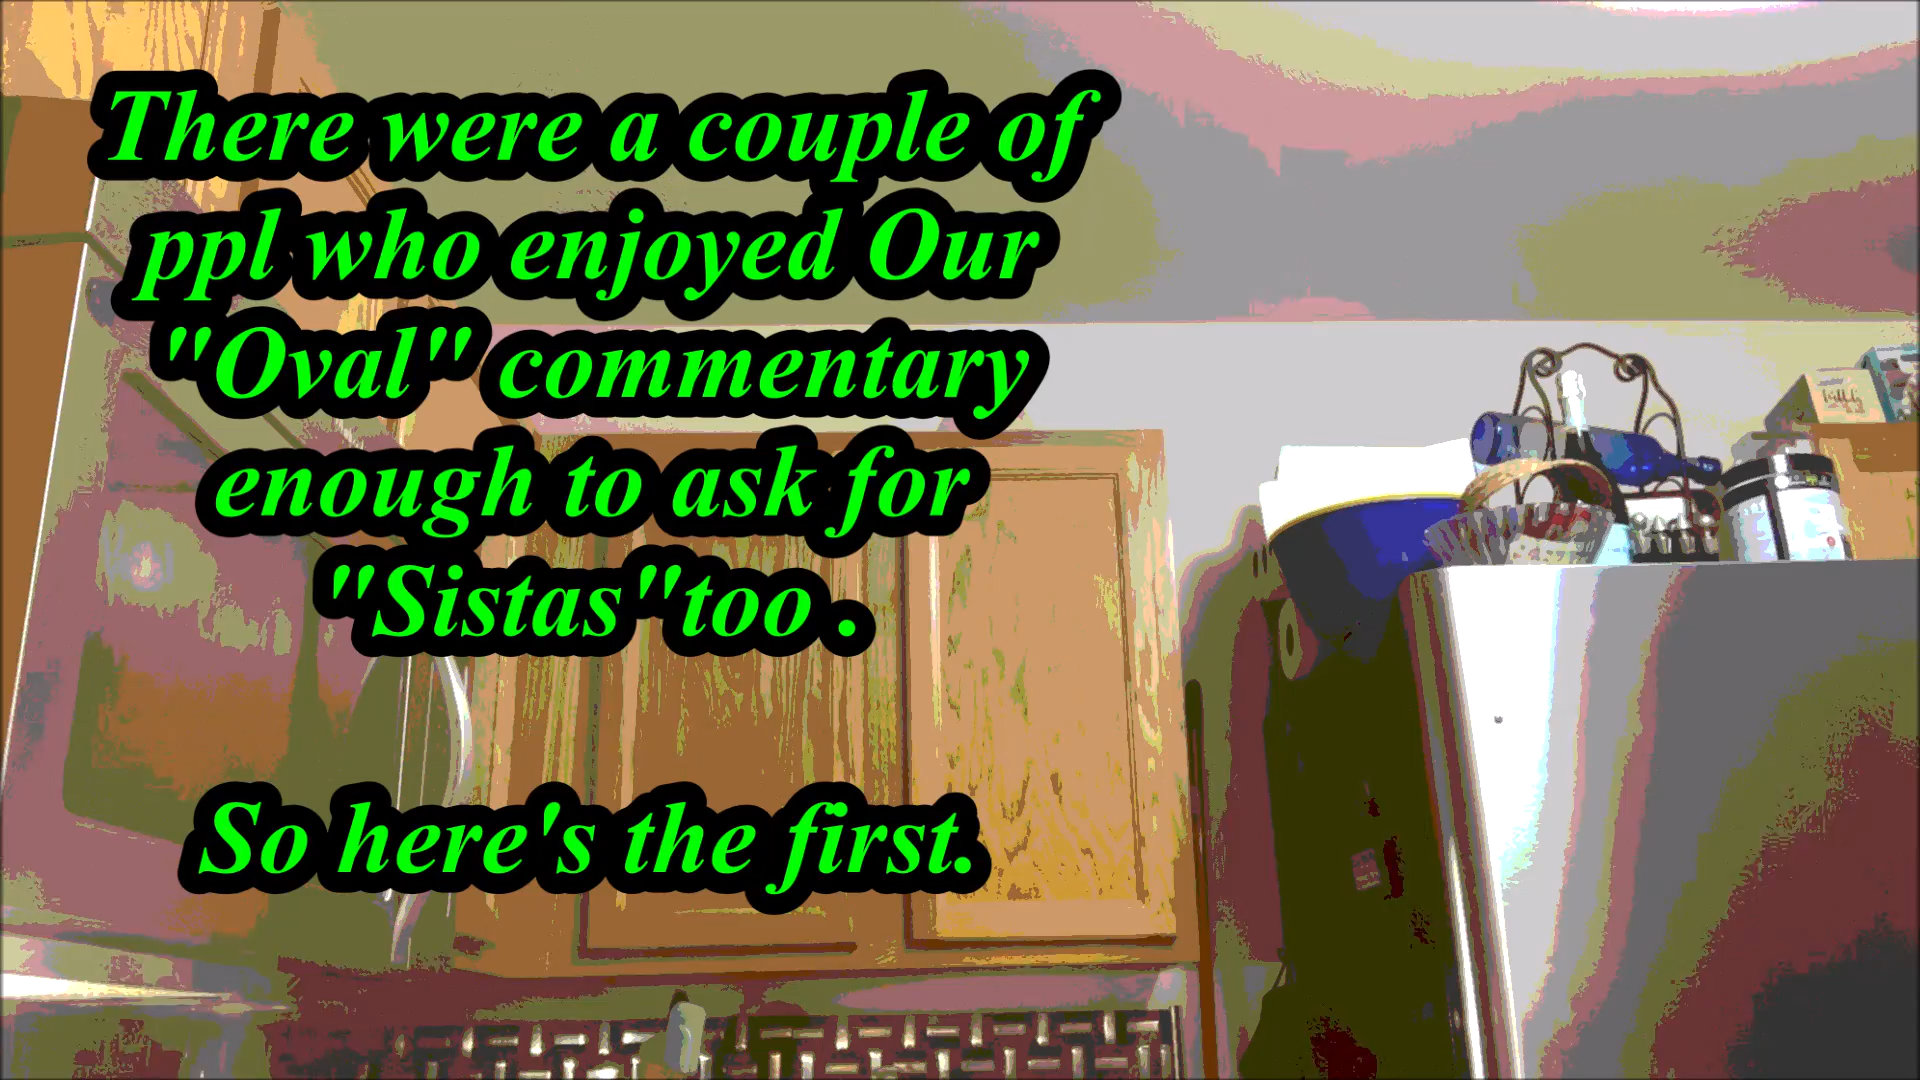 There were a couple of
ppl who enjoyed Our
"Oval" commentary
enough to ask for
"Sistas"too .
So here's the first.